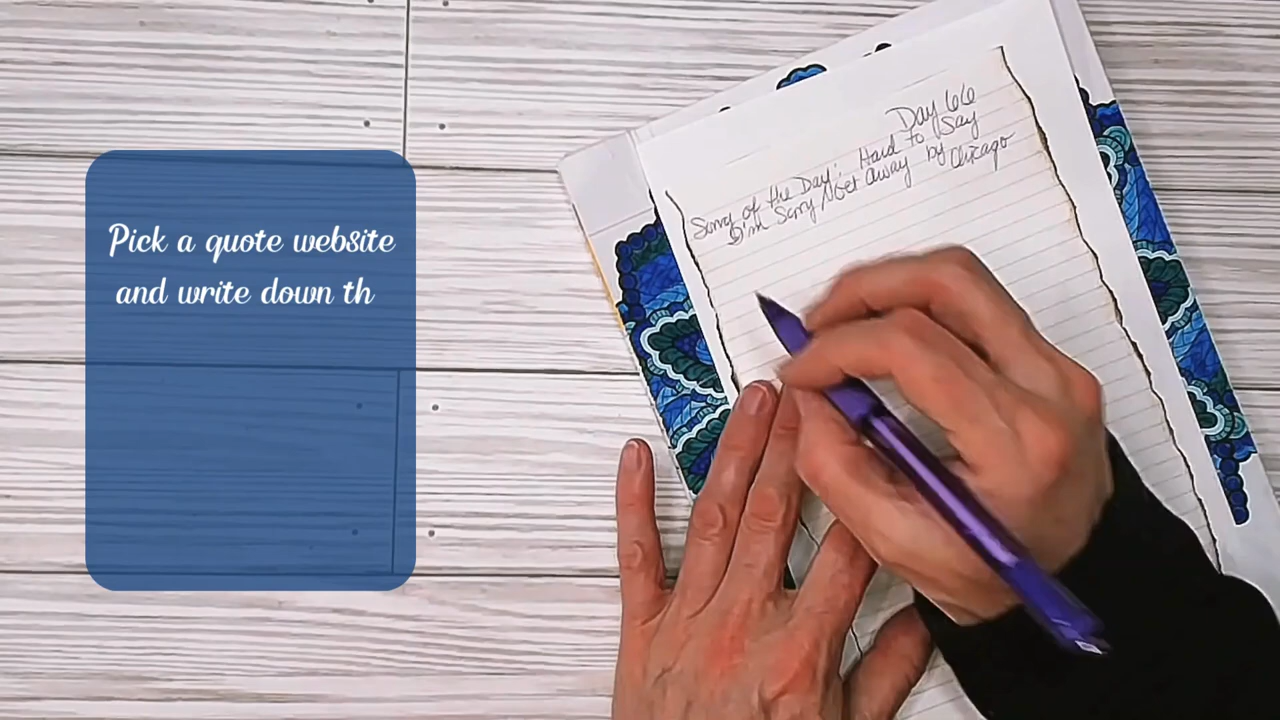 Pick a quote website
and write down th
Day 66
Song of the Day: Hard to Say
I'm Sorry/Get Away by Chicago